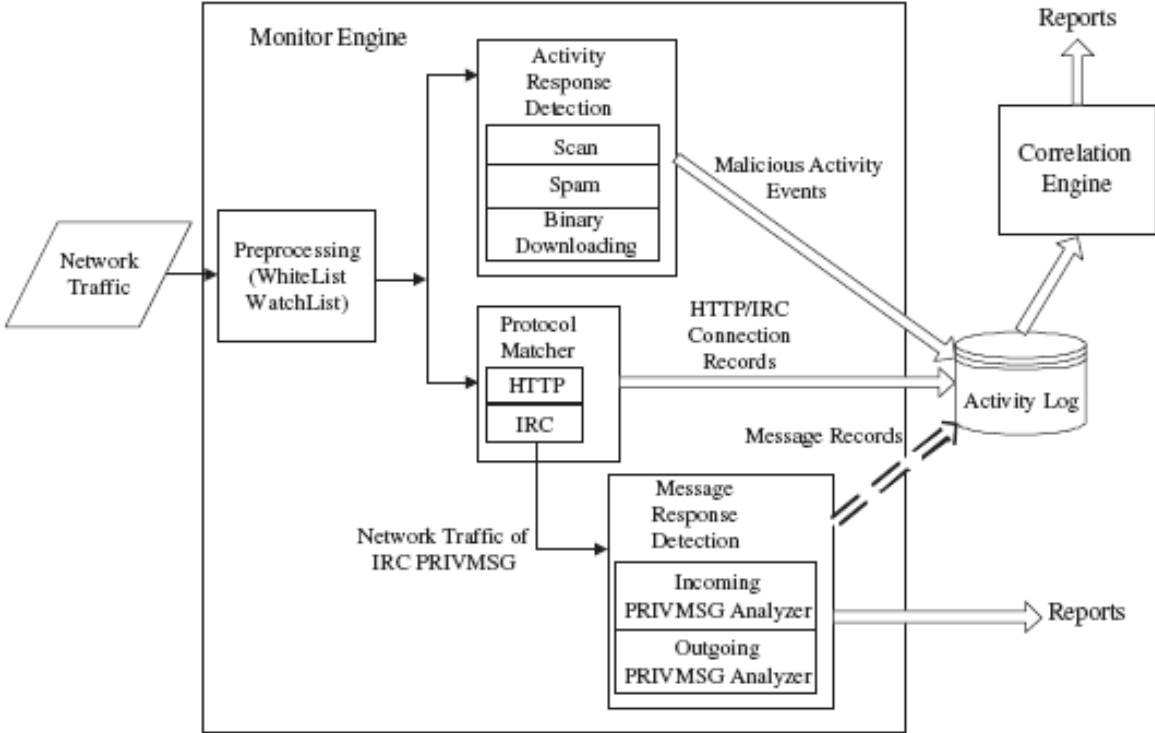 Monitor Engine
Network
Traffic
Preprocessing
(WhiteList
WatchList)
Activity
Response
Detection
Scan
Spam
Binary
Downloading
Protocol
Matcher
HTTP
IRC
Network Traffic of
IRC PRIVMSG
Message
Response
Detection
Incoming
PRIVMSG Analyzer
Outgoing
PRIVMSG Analyzer
Malicious Activity
Events
HTTP/IRC
Connection
Records
Message Records
Activity Log
Correlation
Engine
Reports
Reports